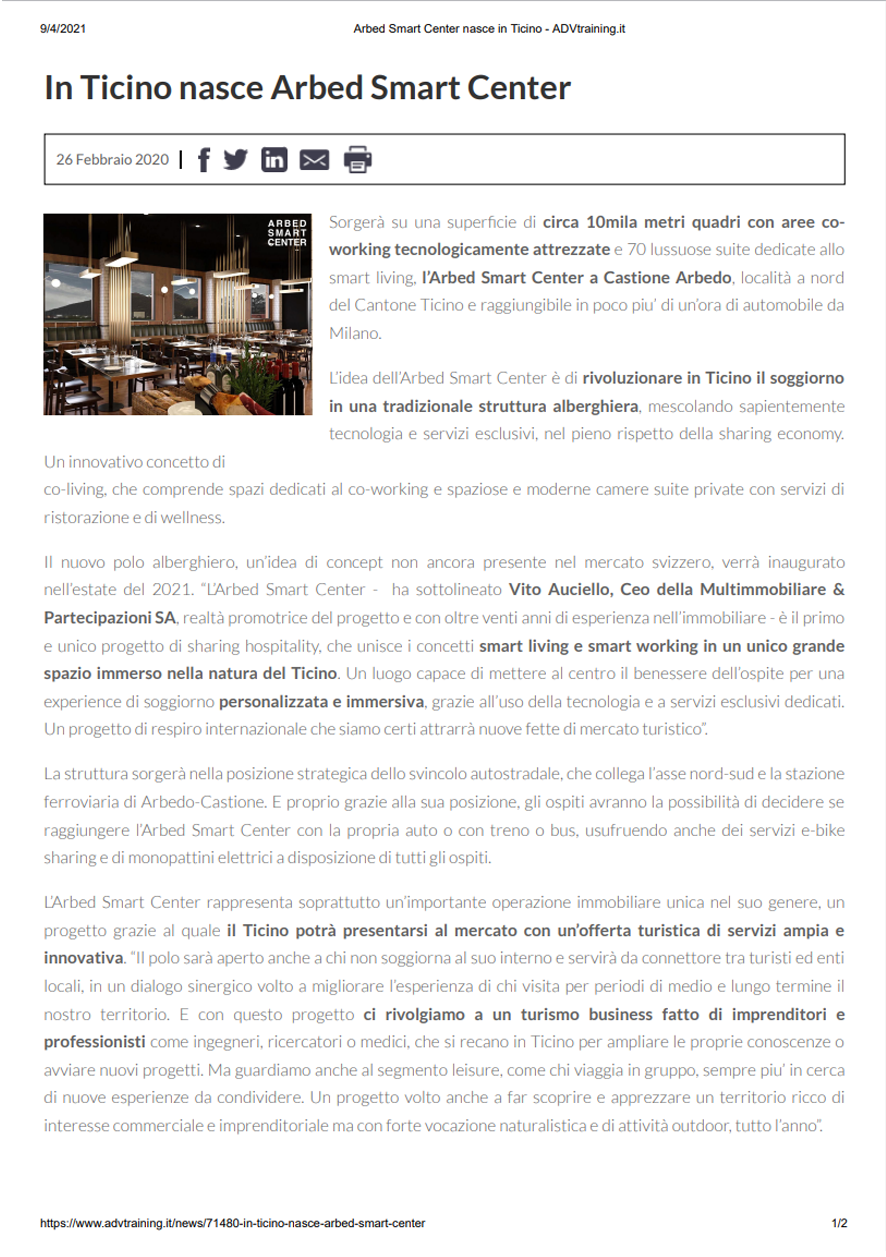 9/4/2021
Arbed Smart Center nasce in Ticino - ADVtraining.it
In Ticino nasce Arbed Smart Center
26 Febbraio 2020
ARBED
SMART
CENTER
Sorgerà su una superficie di circa 10mila metri quadri con aree co-
working tecnologicamente attrezzate e 70 lussuose suite dedicate allo
smart living, l’Arbed Smart Center a Castione Arbedo, località a nord
del Cantone Ticino e raggiungibile in poco piu’ di un’ora di automobile da
Milano.
L’idea dell’Arbed Smart Center è di rivoluzionare in Ticino il soggiorno
in una tradizionale struttura alberghiera, mescolando sapientemente
tecnologia e servizi esclusivi, nel pieno rispetto della sharing economy.
Un innovativo concetto di
co-living, che comprende spazi dedicati al co-working e spaziose e moderne camere suite private con servizi di
ristorazione e di wellness.
Il nuovo polo alberghiero, un’idea di concept non ancora presente nel mercato svizzero, verrà inaugurato
nell’estate del 2021. “L’Arbed Smart Center - ha sottolineato Vito Auciello, Ceo della Multimmobiliare &
Partecipazioni SA, realtà promotrice del progetto e con oltre venti anni di esperienza nell’immobiliare - è il primo
e unico progetto di sharing hospitality, che unisce i concetti smart living e smart working in un unico grande
spazio immerso nella natura del Ticino. Un luogo capace di mettere al centro il benessere dell’ospite per una
experience di soggiorno personalizzata e immersiva, grazie all’uso della tecnologia e a servizi esclusivi dedicati.
Un progetto di respiro internazionale che siamo certi attrarrà nuove fette di mercato turistico”.
La struttura sorgerà nella posizione strategica dello svincolo autostradale, che collega l’asse nord-sud e la stazione
ferroviaria di Arbedo-Castione. E proprio grazie alla sua posizione, gli ospiti avranno la possibilità di decidere se
raggiungere l’Arbed Smart Center con la propria auto o con treno o bus, usufruendo anche dei servizi e-bike
sharing e di monopattini elettrici a disposizione di tutti gli ospiti.
L’Arbed Smart Center rappresenta soprattutto un’importante operazione immobiliare unica nel suo genere, un
progetto grazie al quale il Ticino potrà presentarsi al mercato con un’offerta turistica di servizi ampia e
innovativa. “Il polo sarà aperto anche a chi non soggiorna al suo interno e servirà da connettore tra turisti ed enti
locali, in un dialogo sinergico volto a migliorare l’esperienza di chi visita per periodi di medio e lungo termine il
nostro territorio. E con questo progetto ci rivolgiamo a un turismo business fatto di imprenditori e
professionisti come ingegneri, ricercatori o medici, che si recano in Ticino per ampliare le proprie conoscenze o
avviare nuovi progetti. Ma guardiamo anche al segmento leisure, come chi viaggia in gruppo, sempre piu’ in cerca
di nuove esperienze da condividere. Un progetto volto anche a far scoprire e apprezzare un territorio ricco di
interesse commerciale e imprenditoriale ma con forte vocazione naturalistica e di attività outdoor, tutto l’anno”.
https://www.advtraining.it/news/71480-in-ticino-nasce-arbed-smart-center
1/2